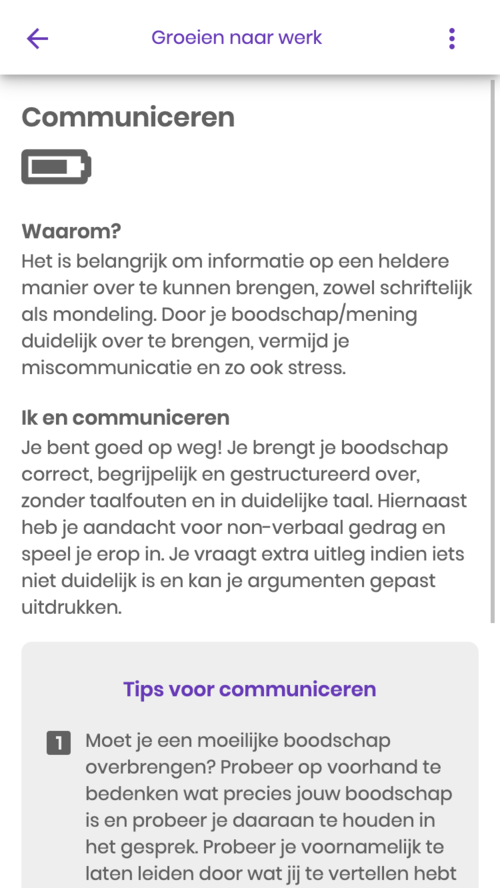 Groeien naar werk
Communiceren
Waarom?
Het is belangrijk om informatie op een heldere
manier over te kunnen brengen, zowel schriftelijk
als mondeling. Door je boodschap/mening
duidelijk over te brengen, vermijd je
miscommunicatie en zo ook stress.
Ik en communiceren
Je bent goed op weg! Je brengt je boodschap
correct, begrijpelijk en gestructureerd over,
zonder taalfouten en in duidelijke taal. Hiernaast
heb je aandacht voor non-verbaal gedrag en
speel je erop in. Je vraagt extra uitleg indien iets
niet duidelijk is en kan je argumenten gepast
uitdrukken.
Tips voor communiceren
1 Moet je een moeilijke boodschap
overbrengen? Probeer op voorhand te
bedenken wat precies jouw boodschap
is en probeer je daaraan te houden in
het gesprek. Probeer je voornamelijk te
laten leiden door wat jij te vertellen hebt